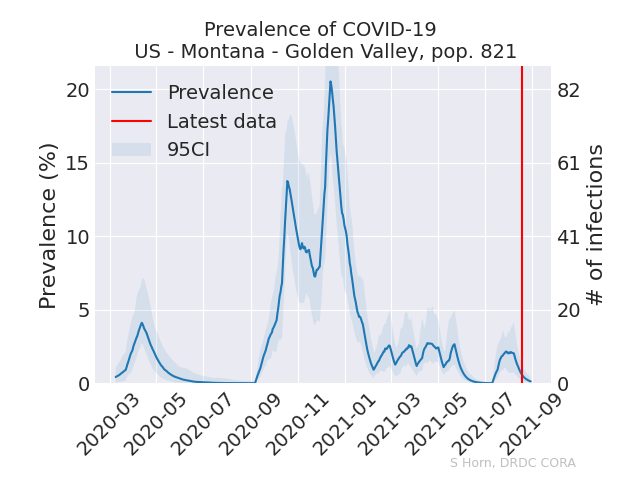 Prevalence of COVID-19
US - Montana - Golden Valley, pop. 821
Prevalence
Latest data
95CI
Prevalence (%)
20
15
10
5
0
82
61
41
20
0
# of infections
2020-03
2020-05
2020-07
2020-09
2020-11
2021-01
2021-03
2021-05
2021-07
2021-09
S Horn, DRDC CORA